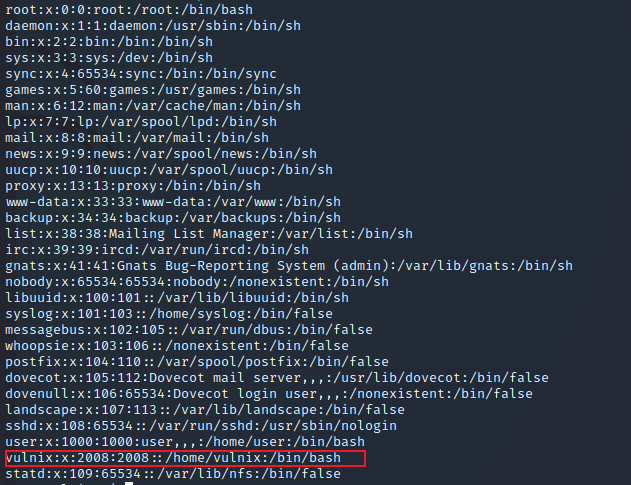 root:x:0:0:root:/root:/bin/bash
daemon:x:1:1:daemon:/usr/sbin:/bin/sh
bin:x:2:2:bin:/bin:/bin/sh
sys:x:3:3:sys:/dev:/bin/sh
sync:x:4:65534:sync:/bin:/bin/sync
games:x:5:60:games:/usr/games:/bin/sh
man:x:6:12:man:/var/cache/man:/bin/sh
lp:x:7:7:lp:/var/spool/lpd:/bin/sh
mail:x:8:8:mail:/var/mail:/bin/sh
news:x:9:9:news:/var/spool/news:/bin/sh
uucp:x:10:10:uucp:/var/spool/uucp:/bin/sh
proxy:x:13:13:proxy:/bin:/bin/sh
www-data:x:33:33:www-data:/var/www:/bin/sh
backup:x:34:34:backup:/var/backups:/bin/sh
list:x:38:38:Mailing List Manager:/var/list:/bin/sh
irc:x:39:39:ircd:/var/run/ircd:/bin/sh
gnats:x:41:41:Gnats Bug-Reporting System (admin):/var/lib/gnats:/bin/sh
nobody:x:65534:65534:nobody:/nonexistent:/bin/sh
libuuid:x:100:101::/var/lib/libuuid:/bin/sh
syslog:x:101:103::/home/syslog:/bin/false
messagebus:x:102:105::/var/run/dbus:/bin/false
whoopsie:x:103:106::/nonexistent:/bin/false
postfix:x:104:110::/var/spool/postfix:/bin/false
dovecot:x:105:112:Dovecot mail server,,,:/usr/lib/dovecot:/bin/false
dovenull:x:106:65534:Dovecot login user,,,:/nonexistent:/bin/false
landscape:x:107:113::/var/lib/landscape:/bin/false
sshd:x:108:65534::/var/run/sshd:/usr/sbin/nologin
user:x:1000:1000:user,,,:/home/user:/bin/bash
vulnix:x:2008:2008::/home/vulnix:/bin/bash
statd:x:109:65534::/var/lib/nfs:/bin/false